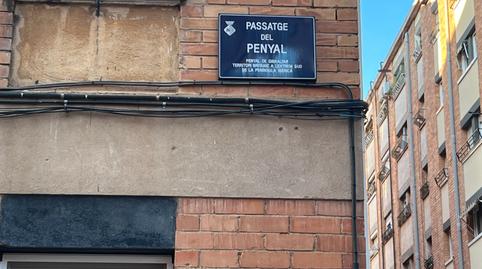 PASSATGE
DEL
PENYAL
PENYAL DE GIBRALTAR
TERRITORI BRITÀNIC A L'EXTREM SUD
DE LA PENÍNSULA IBÈRICA